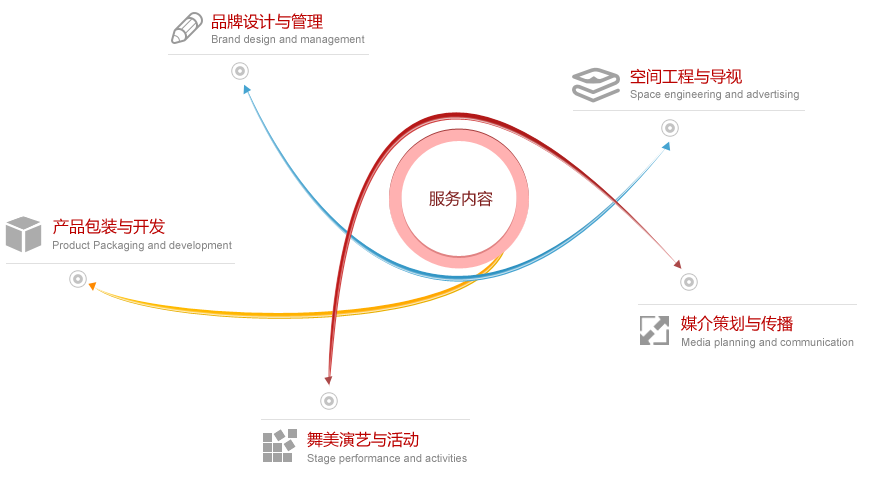 品牌设计与管理
Brand design and management
空间工程与导视
Space engineering and advertising
服务内容
产品包装与开发
Product Packaging and development
媒介策划与传播
Media planning and communication
舞美演艺与活动
Stage performance and activities